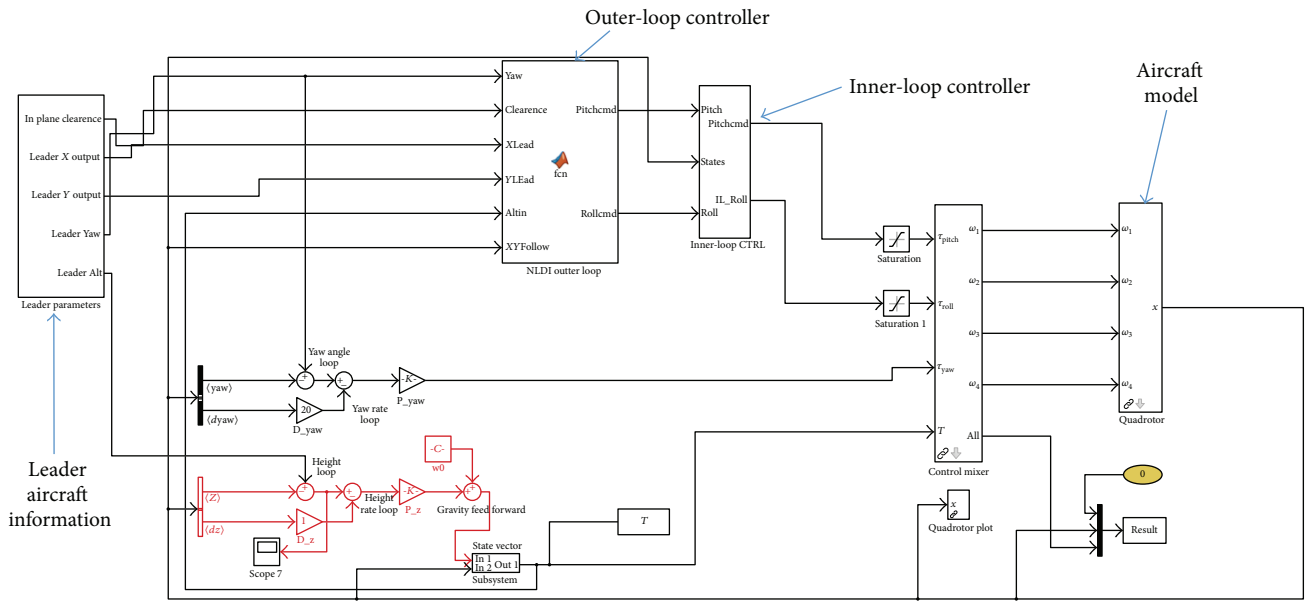 Outer-loop controller
Inner-loop controller
Aircraft
model
In plane clearence
Leader X output
Leader Y output
Leader Yaw
Leader Alt
Leader parameters
Leader
aircraft
information
Yaw
Clearence
XLead
YLEad
Altin
XYFollow
Pitchcmd
fcn
Rollcmd
NLDI outter loop
Pitch
Pitchcmd
States
IL_Roll
Roll
Inner-loop CTRL
Saturation
Saturation 1
τpitch
τroll
τyaw
T
ω1
ω2
ω3
ω4
All
Control mixer
ω1
ω2
ω3
ω4
x
Quadrotor
⟨yaw⟩
⟨dyaw⟩
Yaw angle
loop
20
D_yaw
Yaw rate
loop
-K-
P_yaw
⟨Z⟩
⟨dz⟩
Height
loop
1
D_z
Scope 7
Height
rate loop
-K-
P_z
-C-
w0
Gravity feed forward
State vector
In 1
In 2
Out 1
Subsystem
T
x
Quadrotor plot
0
Result